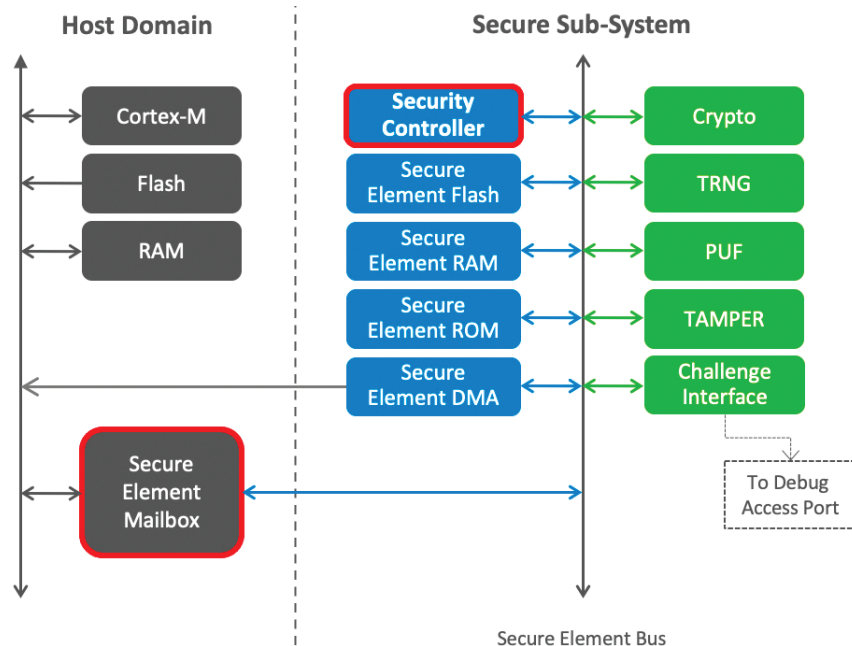 Host Domain
Secure Sub-System
Cortex-M
Flash
RAM
Secure
Element
Mailbox
Security
Controller
Secure
Element Flash
Secure
Element RAM
Secure
Element ROM
Secure
Element DMA
Crypto
TRNG
PUF
TAMPER
Challenge
Interface
To Debug
Access Port
Secure Element Bus